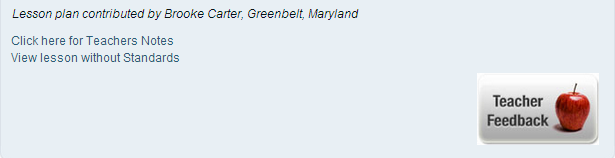 Lesson plan contributed by Brooke Carter, Greenbelt, Maryland
Click here for Teachers Notes
View lesson without Standards
Teacher
Feedback